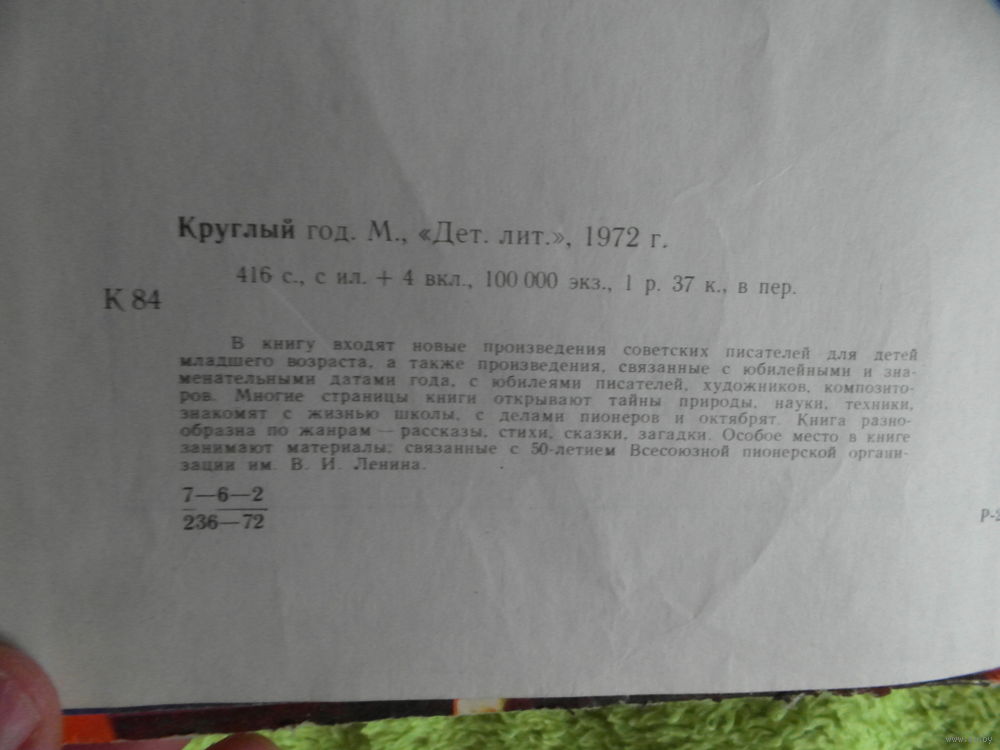 Круглый год. М., «Дет. лит.», 1972 г.
416 с., с ил. + 4 вкл., 100 000 экз., 1 р. 37 к., в пер.
К 84
В книгу входят новые произведения советских писателей для детей
младшего возраста, а также произведения, связанные с юбилейными и зна-
менательными датами года, с юбилеями писателей, художников, композито-
ров. Многие страницы книги открывают тайны природы, науки, техники,
знакомят с жизнью школы, с делами пионеров и октябрят. Книга разно-
образна по жанрам — рассказы, стихи, сказки, загадки. Особое место в книге
занимают материалы, связанные с 50-летием Всесоюзной пионерской органи-
зации им. В. И. Ленина.
7—6—2
236—72